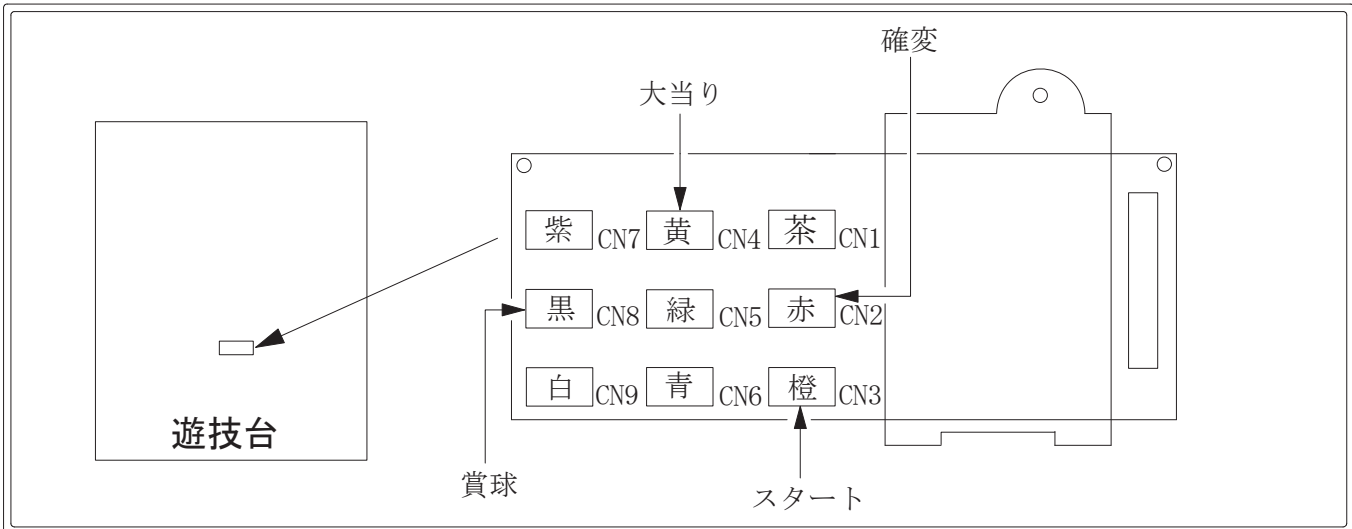 確変
大当り
紫 CN7 黄 CN4 茶 CN1
黒 CN8 緑 CN5 赤 CN2
白 CN9 青 CN6 橙 CN3
遊技台
賞球
スタート